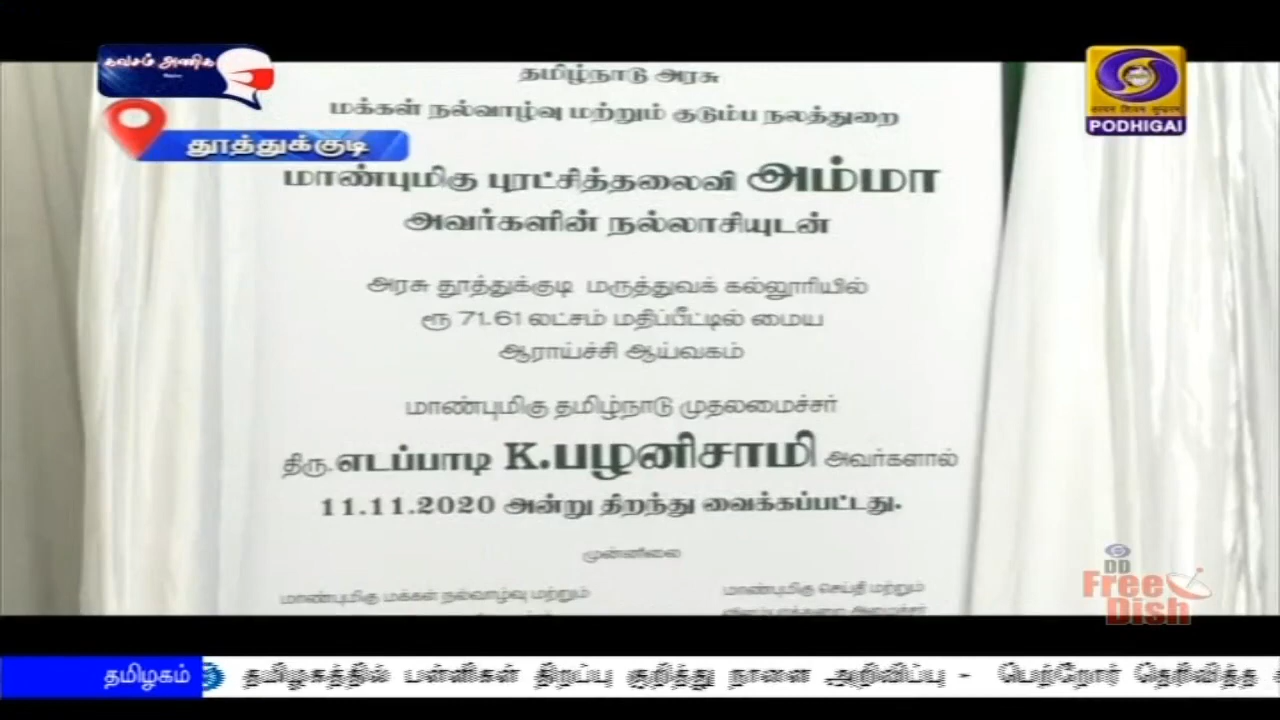 கவசம் அணிக
PODHIGAI
தூத்துக்குடி
தமிழ்நாடு அரசு
மக்கள் நல்வாழ்வு மற்றும் குடும்ப நலத்துறை
மாண்புமிகு புரட்சித்தலைவி அம்மா
அவர்களின் நல்லாசியுடன்
அரசு தூத்துக்குடி மருத்துவக் கல்லூரியில்
ரூ 71.61 லட்சம் மதிப்பீட்டில் மைய
ஆராய்ச்சி ஆய்வகம்
மாண்புமிகு தமிழ்நாடு முதலமைச்சர்
திரு. எடப்பாடி K.பழனிசாமி அவர்களால்
11.11.2020 அன்று திறந்து வைக்கப்பட்டது.
முன்னிலை
மாண்புமிகு மக்கள் நல்வாழ்வு மற்றும்
மாண்புமிகு செய்தி மற்றும்
DD
Free
Dish
தமிழகம்
தமிழகத்தில் பள்ளிகள் திறப்பு குறித்து நாளை அறிவிப்பு - பெற்றோர் தெரிவித்த